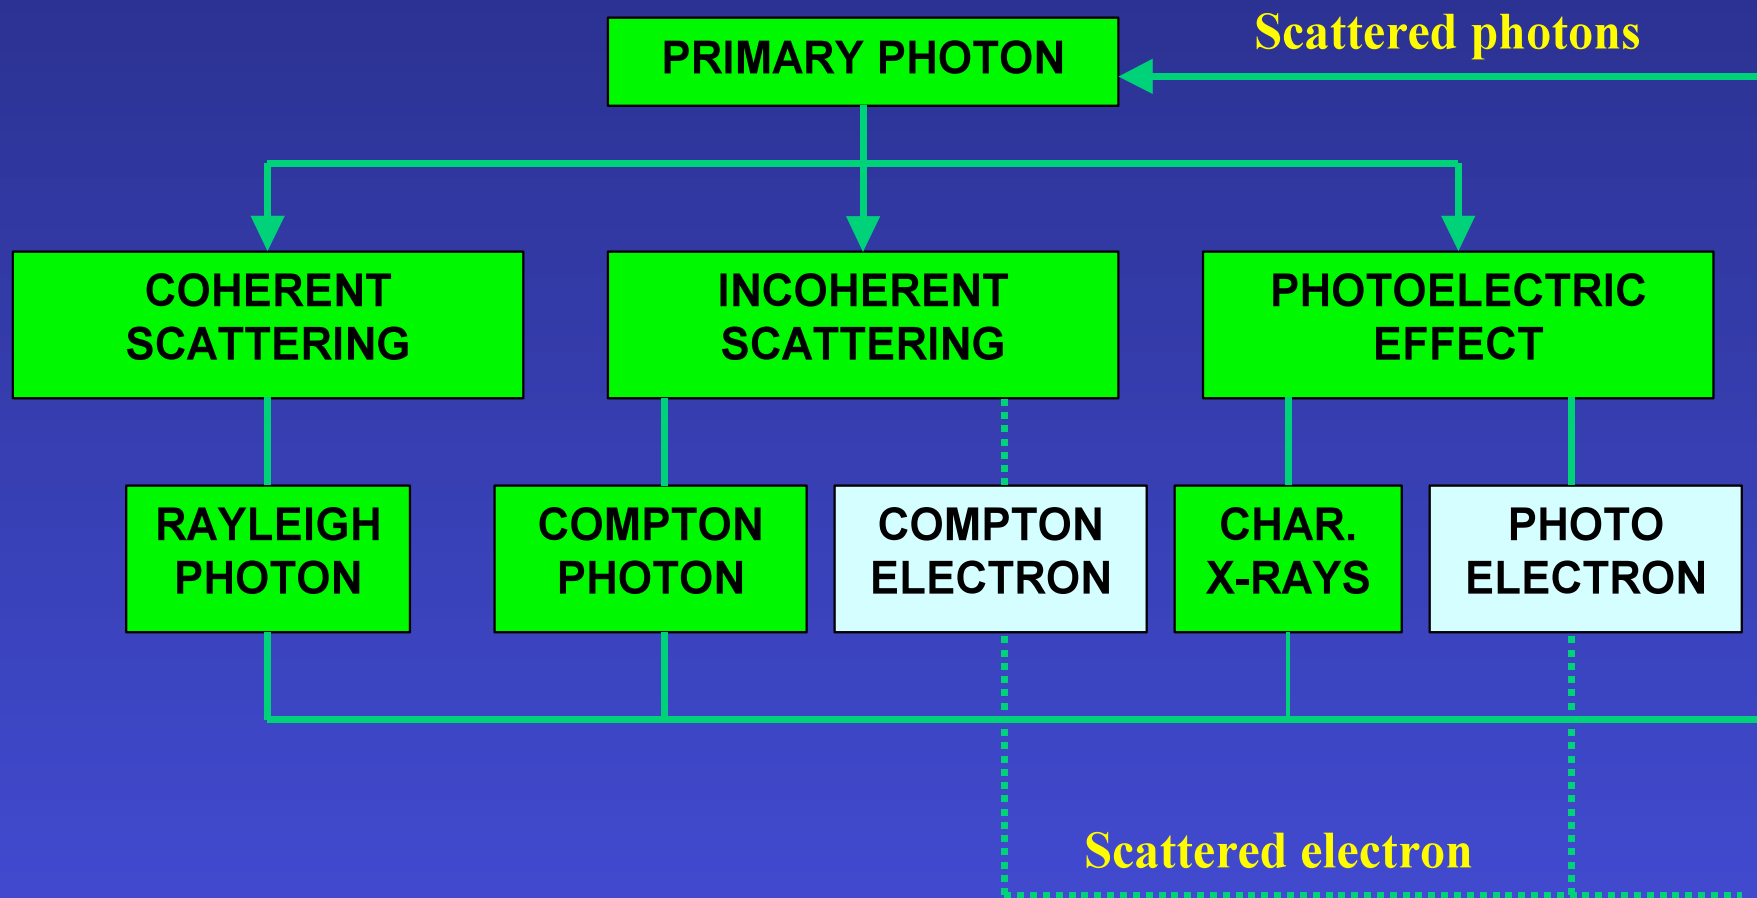 PRIMARY PHOTON
Scattered photons
COHERENT
SCATTERING
INCOHERENT
SCATTERING
PHOTOELECTRIC
EFFECT
RAYLEIGH
PHOTON
COMPTON
PHOTON
COMPTON
ELECTRON
CHAR.
X-RAYS
PHOTO
ELECTRON
Scattered electron